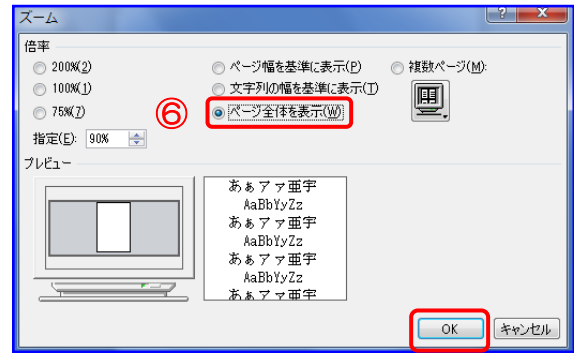 ズーム
倍率
200%(2)
ページ幅を基準に表示(P)
複数ページ(M):
100%(1)
文字列の幅を基準に表示(T)
75%(7)
⑥
ページ全体を表示(W)
指定(E): 90%
プレビュー
あぁアァ亜宇
AaBbYyZz
あぁアァ亜宇
AaBbYyZz
あぁアァ亜宇
AaBbYyZz
あぁアァ亜宇
OK
キャンセル